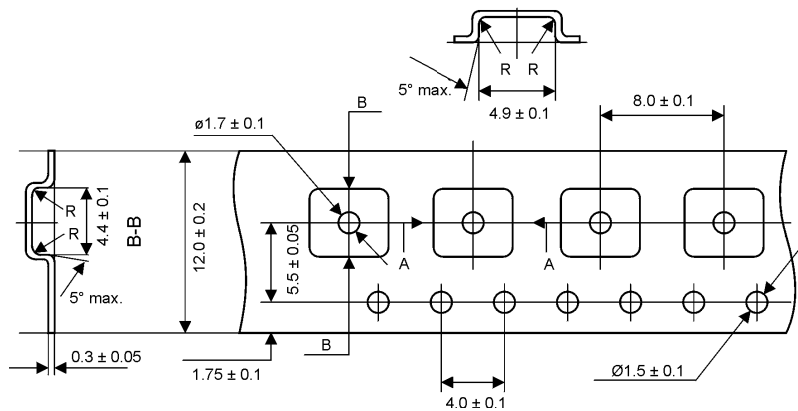 R R
5° max.
4.9 ± 0.1
8.0 ± 0.1
B
ø1.7 ± 0.1
R
R
4.4 ± 0.1
B-B
12.0 ± 0.2
5.5 ± 0.05
A
A
5° max.
0.3 ± 0.05
1.75 ± 0.1
B
4.0 ± 0.1
Ø1.5 ± 0.1